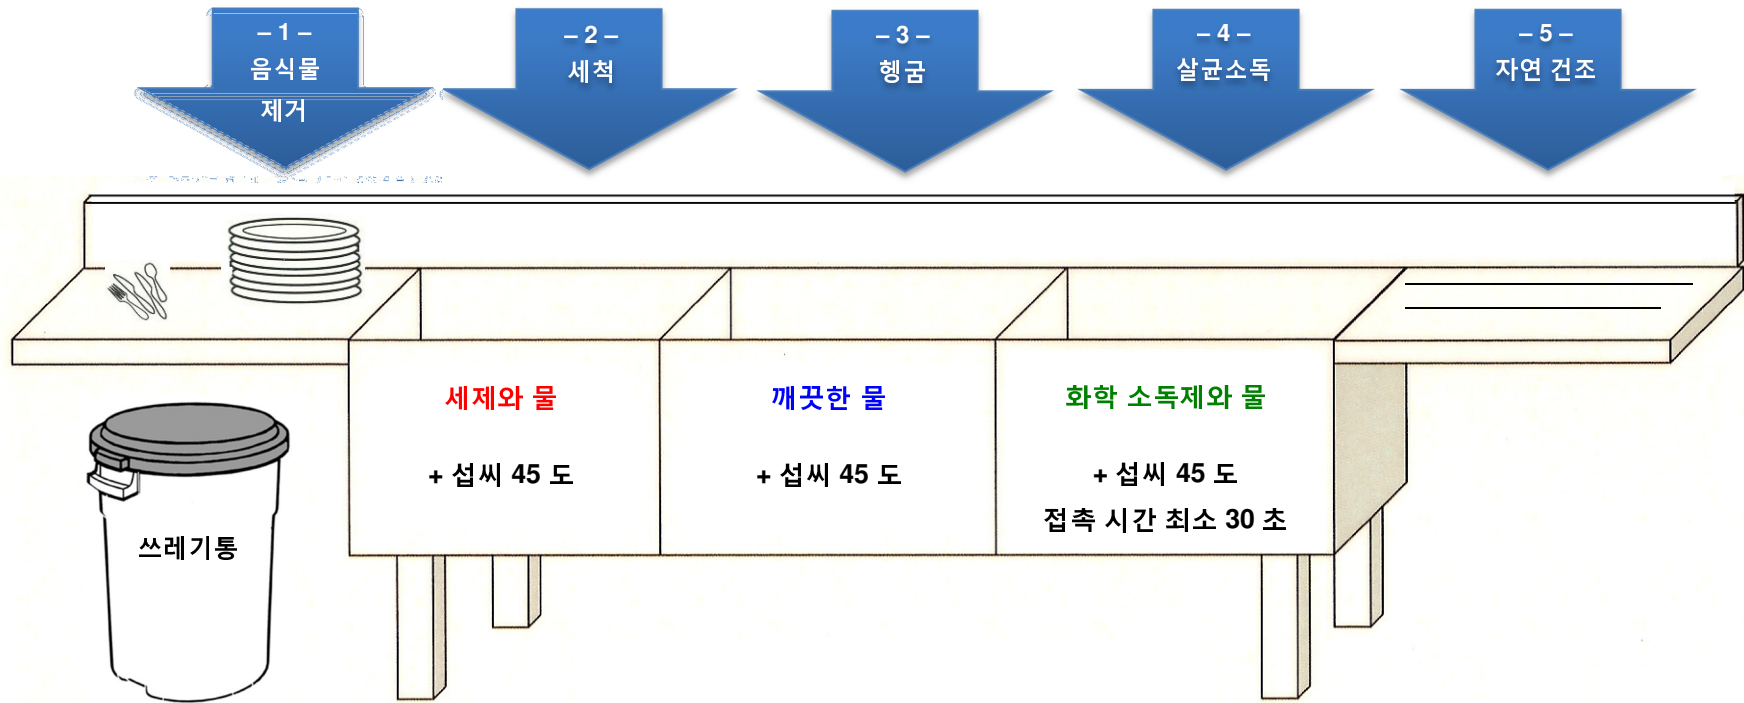 – 1 –
음식물
제거
– 2 –
세척
– 3 –
헹굼
– 4 –
살균소독
– 5 –
자연 건조
세제와 물
+ 섭씨 45 도
깨끗한 물
+ 섭씨 45 도
화학 소독제와 물
+ 섭씨 45 도
접촉 시간 최소 30 초
쓰레기통